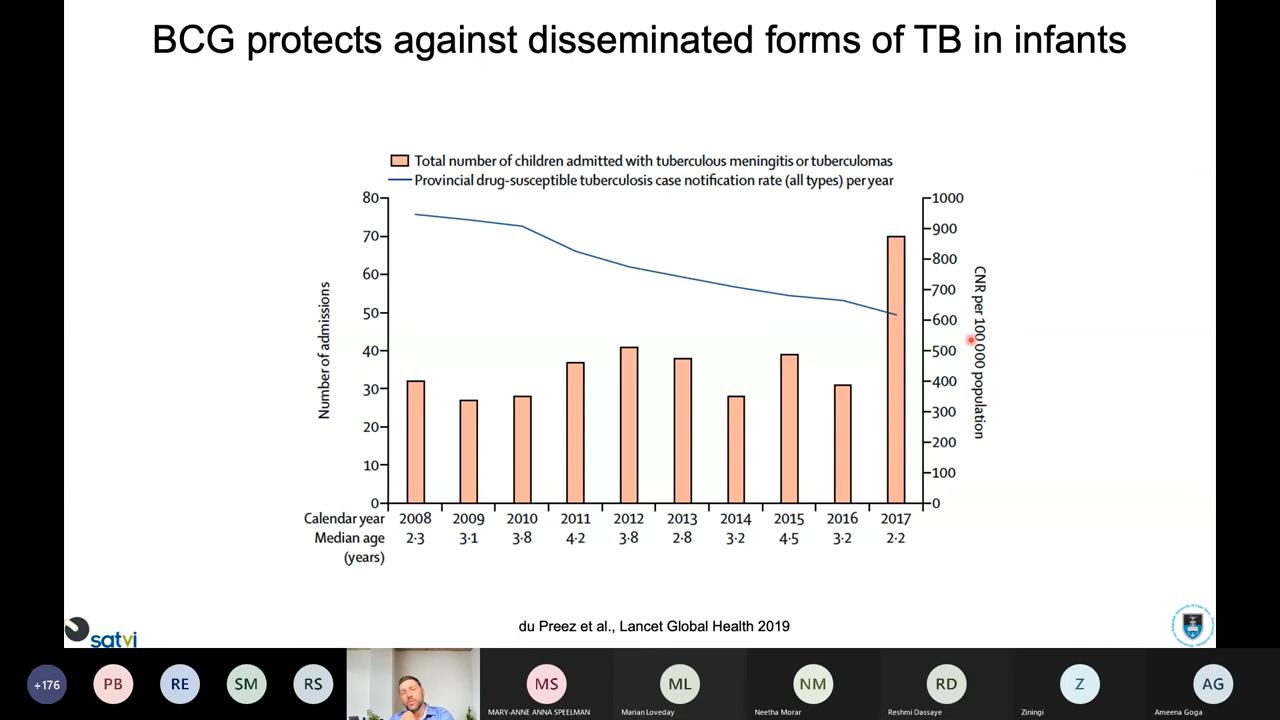 BCG protects against disseminated forms of TB in infants
Total number of children admitted with tuberculous meningitis or tuberculomas
Provincial drug-susceptible tuberculosis case notification rate (all types) per year
80
70
60
50
40
30
20
10
0
Number of admissions
1000
900
800
700
600
500
400
300
200
100
0
CNR per 100 000 population
Calendar year 2008 2009 2010 2011 2012 2013 2014 2015 2016 2017
Median age 2·3 3·1 3·8 4·2 3·8 2·8 3·2 4·5 3·2 2·2
(years)
du Preez et al., Lancet Global Health 2019
satvi
+176 PB RE SM RS MS ML NM RD Z AG
MARY-ANNE ANNA SPEELMAN Marian Loveday Neetha Morar Reshmi Dassaye Ziningi Ameena Goga